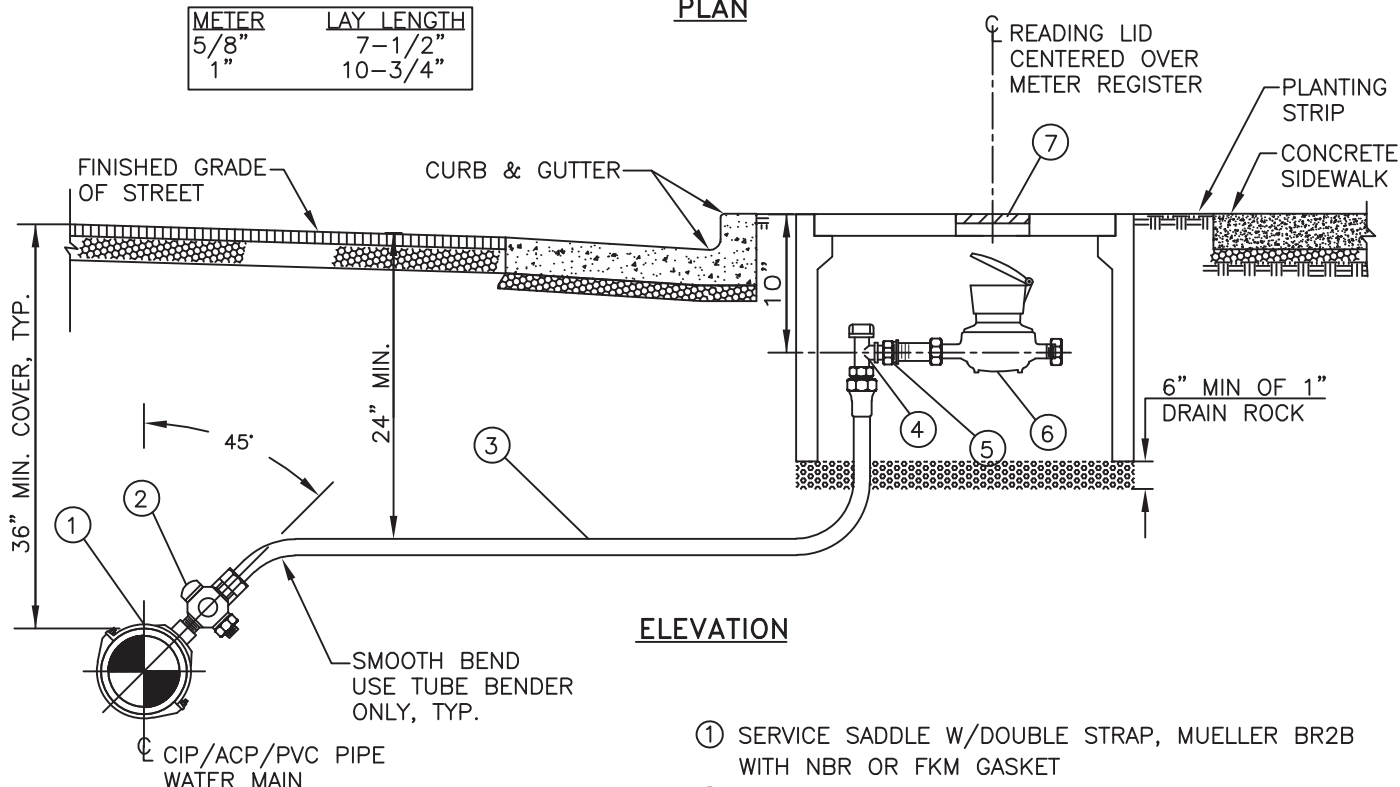 PLAN
METER LAY LENGTH
5/8" 7-1/2"
1" 10-3/4"
℄ READING LID
CENTERED OVER
METER REGISTER
PLANTING
STRIP
CONCRETE
SIDEWALK
7
FINISHED GRADE
OF STREET
CURB & GUTTER
10"
36" MIN. COVER, TYP.
24" MIN.
45°
6" MIN OF 1"
DRAIN ROCK
4
5
6
3
2
1
ELEVATION
SMOOTH BEND
USE TUBE BENDER
ONLY, TYP.
℄ CIP/ACP/PVC PIPE
WATER MAIN
1 SERVICE SADDLE W/DOUBLE STRAP, MUELLER BR2B
WITH NBR OR FKM GASKET